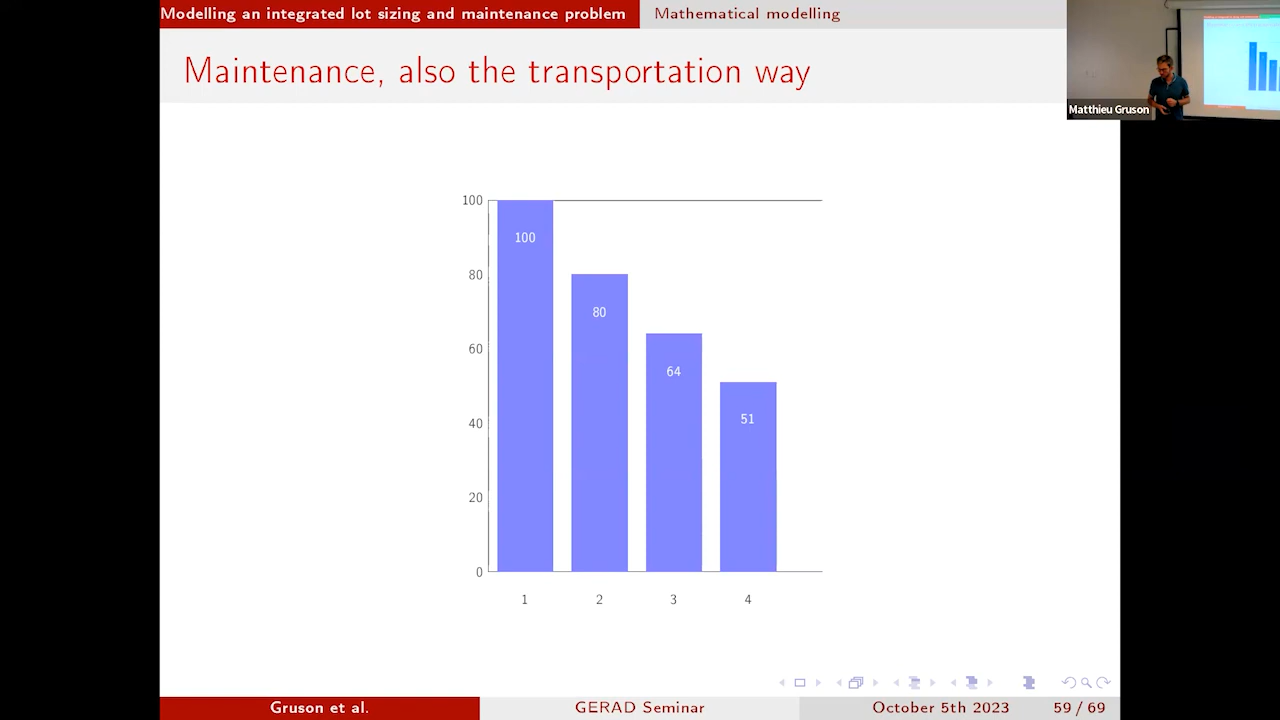 Modelling an integrated lot sizing and maintenance problem Mathematical modelling
Maintenance, also the transportation way
Matthieu Gruson
100
80
60
40
20
0
100
80
64
51
1 2 3 4
Gruson et al. GERAD Seminar October 5th 2023 59 / 69